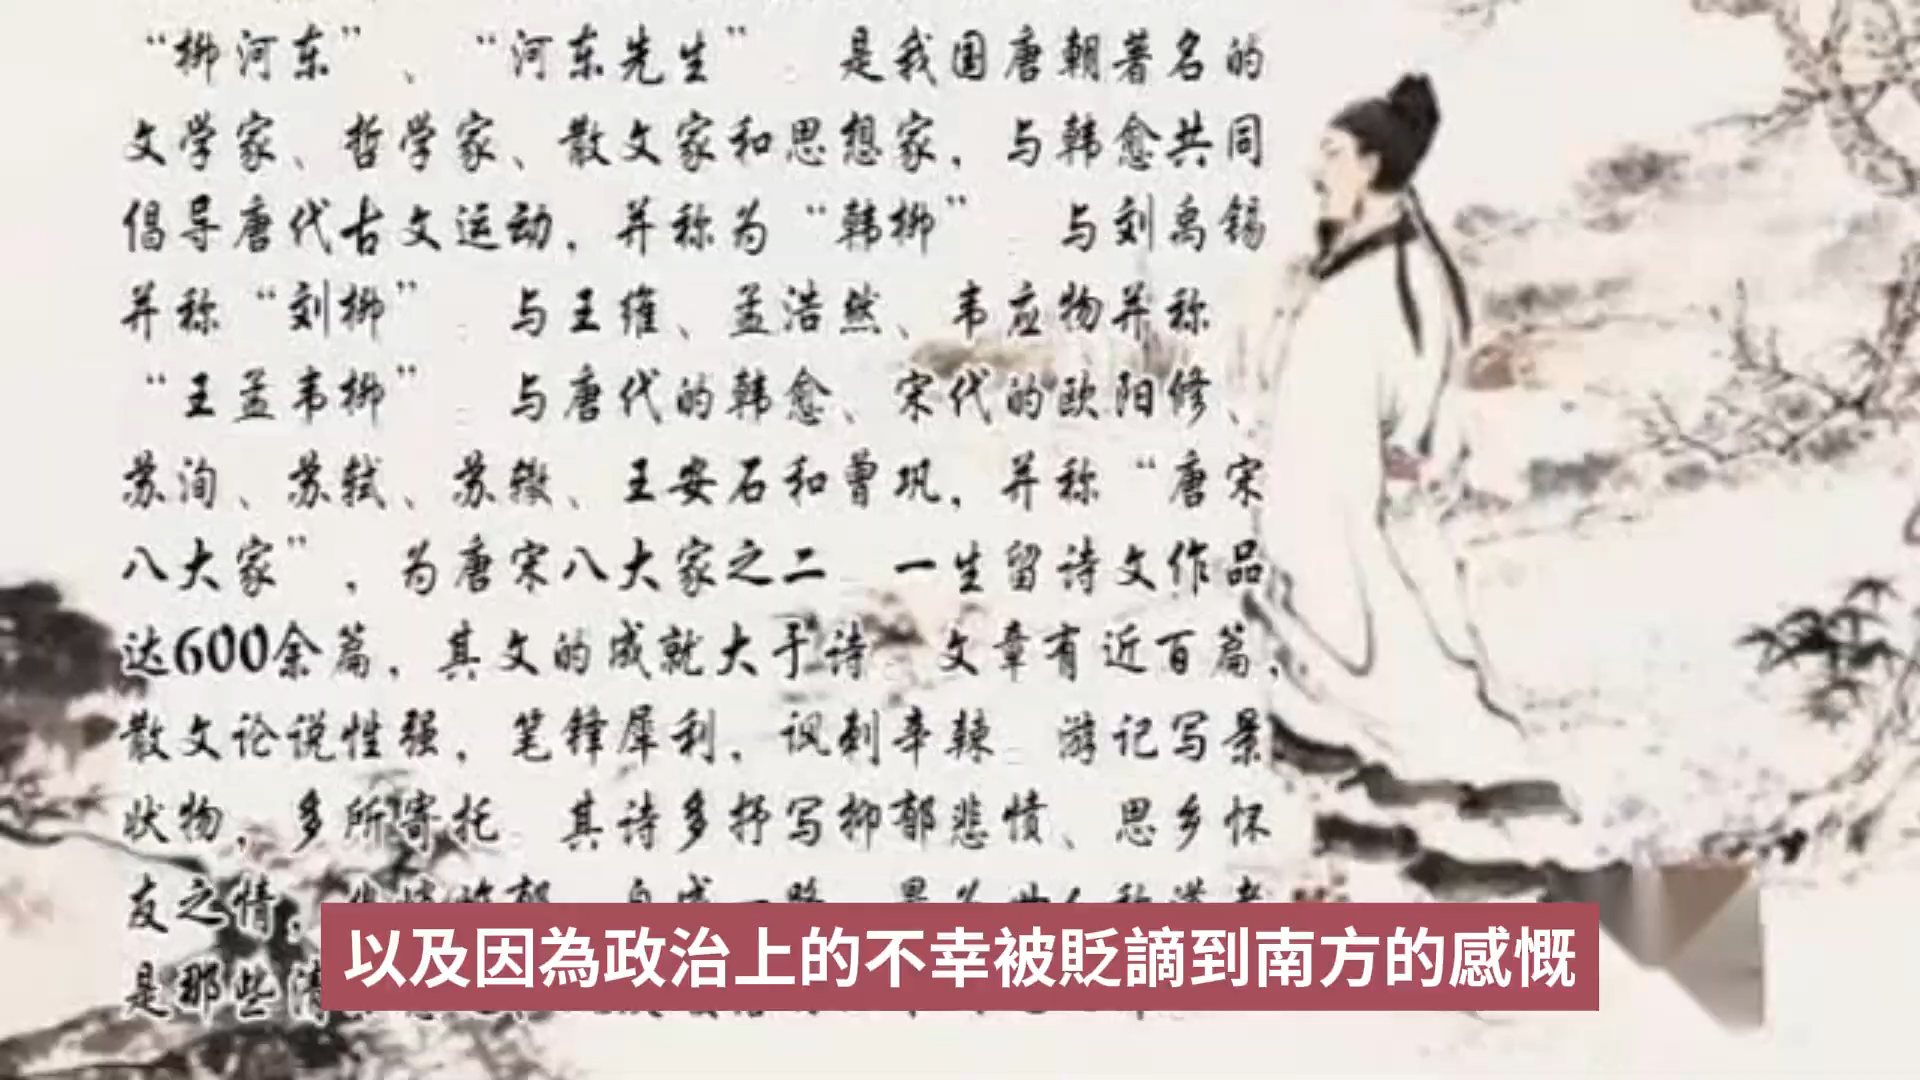 “柳河东”、“河东先生”.是我国唐朝著名的
文学家、哲学家、散文家和思想家，与韩愈共同
倡导唐代古文运动，并称为“韩柳”.与刘禹锡
并称“刘柳”.与王维、孟浩然、韦应物并称
“王孟韦柳”.与唐代的韩愈、宋代的欧阳修、
苏洵、苏轼、苏辙、王安石和曾巩，并称“唐宋
八大家”，为唐宋八大家之二.一生留诗文作品
达600余篇，其文的成就大于诗.文章有近百篇，
散文论说性强，笔锋犀利，讽刺辛辣.游记写景
状物，多所寄托.其诗多抒写抑郁悲愤、思乡怀
友之情，自成一路
是那些清
以及因為政治上的不幸被貶謫到南方的感慨